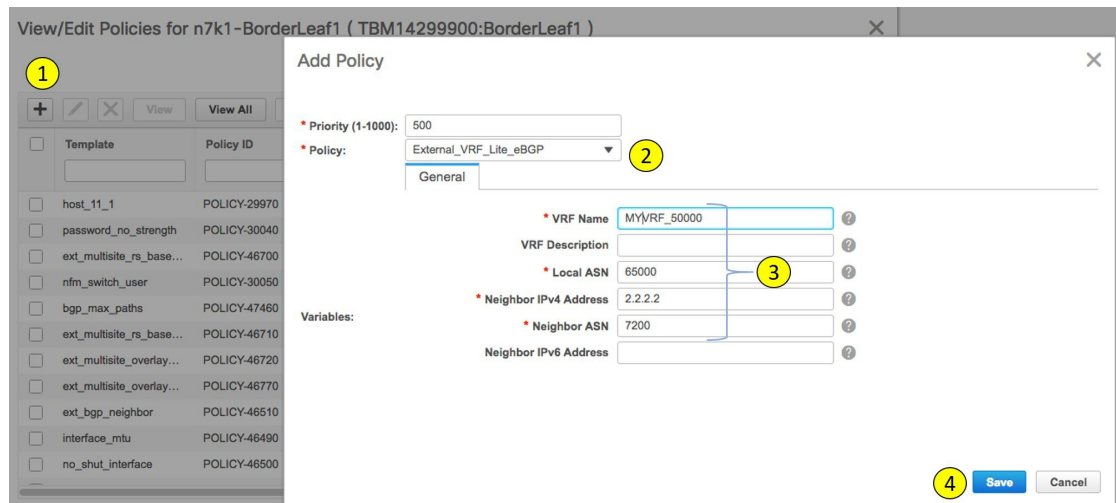 View/Edit Policies for n7k1-BorderLeaf1 ( TBM14299900:BorderLeaf1 )
1
View
View All
Template
Policy ID
host_11_1 POLICY-29970
password_no_strength POLICY-30040
ext_multisite_rs_base... POLICY-46700
nfm_switch_user POLICY-30050
bgp_max_paths POLICY-47460
ext_multisite_rs_base... POLICY-46710
ext_multisite_overlay... POLICY-46720
ext_multisite_overlay... POLICY-46770
ext_bgp_neighbor POLICY-46510
interface_mtu POLICY-46490
no_shut_interface POLICY-46500
Add Policy
* Priority (1-1000): 500
* Policy: External_VRF_Lite_eBGP
2
General
Variables:
* VRF Name MYVRF_50000 ?
VRF Description ?
* Local ASN 65000 ?
3
* Neighbor IPv4 Address 2.2.2.2 ?
* Neighbor ASN 7200 ?
Neighbor IPv6 Address ?
4
Save
Cancel